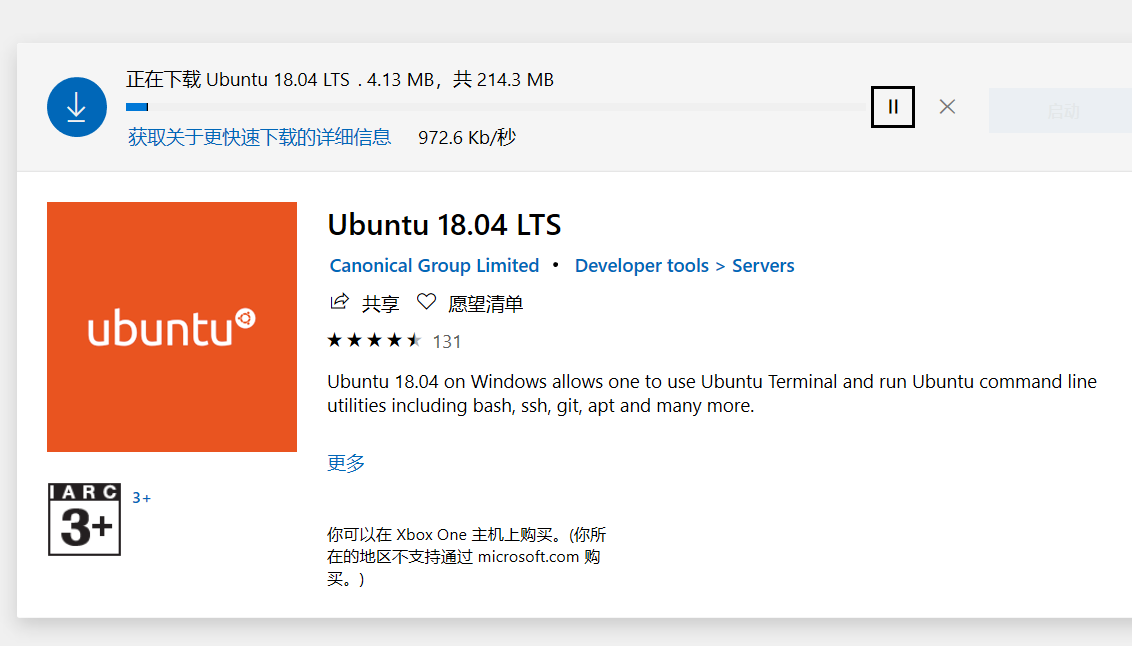 正在下载 Ubuntu 18.04 LTS . 4.13 MB，共 214.3 MB
获取关于更快速下载的详细信息 972.6 Kb/秒
启动
ubuntu
Ubuntu 18.04 LTS
Canonical Group Limited • Developer tools > Servers
共享 愿望清单
131
Ubuntu 18.04 on Windows allows one to use Ubuntu Terminal and run Ubuntu command line
utilities including bash, ssh, git, apt and many more.
更多
IARC
3+
3+
你可以在 Xbox One 主机上购买。(你所
在的地区不支持通过 microsoft.com 购
买。)